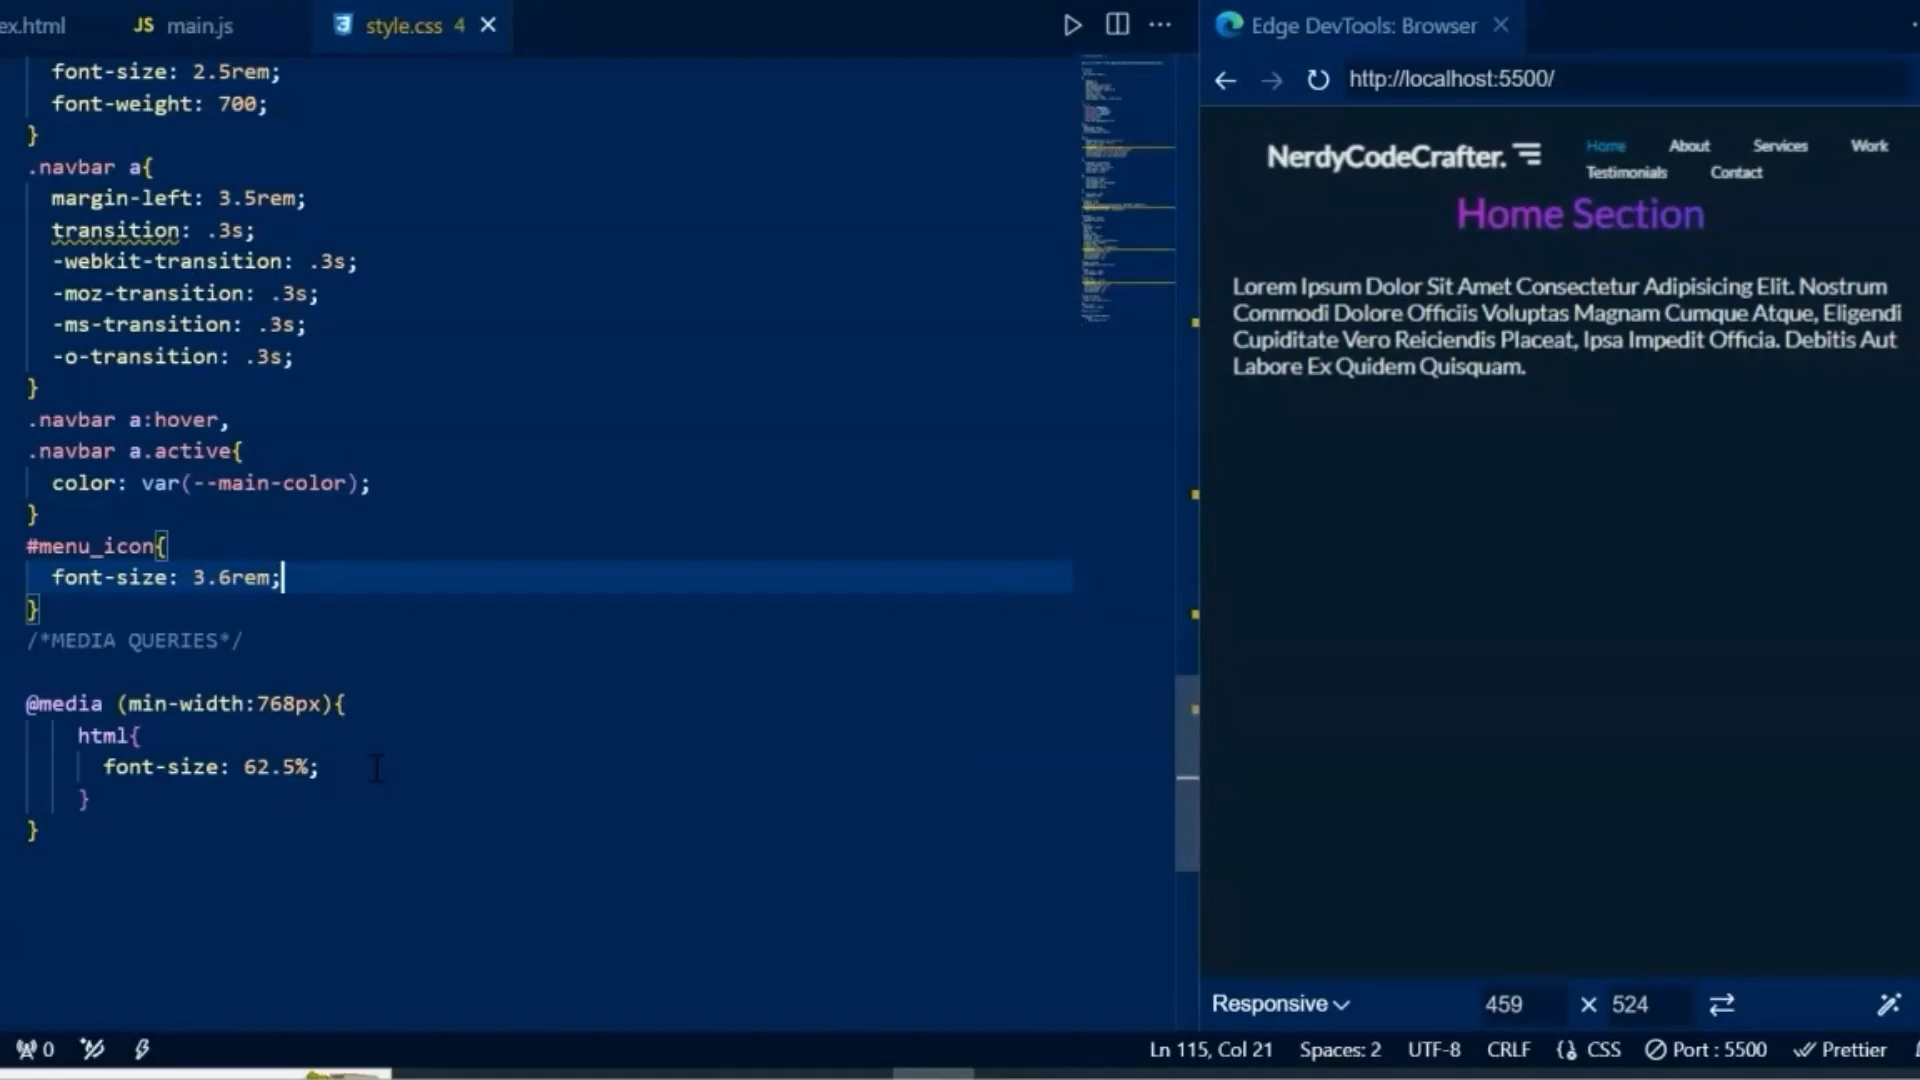 ex.html
JS main.js
style.css 4
font-size: 2.5rem;
font-weight: 700;
}
.navbar a{
margin-left: 3.5rem;
transition: .3s;
-webkit-transition: .3s;
-moz-transition: .3s;
-ms-transition: .3s;
-o-transition: .3s;
}
.navbar a:hover,
.navbar a.active{
color: var(--main-color);
}
#menu_icon{
font-size: 3.6rem;
}
/*MEDIA QUERIES*/
@media (min-width:768px){
html{
font-size: 62.5%;
}
}
Edge DevTools: Browser
http://localhost:5500/
NerdyCodeCrafter.
Home About Services Work
Testimonials Contact
Home Section
Lorem Ipsum Dolor Sit Amet Consectetur Adipisicing Elit. Nostrum
Commodi Dolore Officiis Voluptas Magnam Cumque Atque, Eligendi
Cupiditate Vero Reiciendis Placeat, Ipsa Impedit Officia. Debitis Aut
Labore Ex Quidem Quisquam.
Responsive 459 × 524
0
Ln 115, Col 21 Spaces: 2 UTF-8 CRLF CSS Port : 5500 Prettier